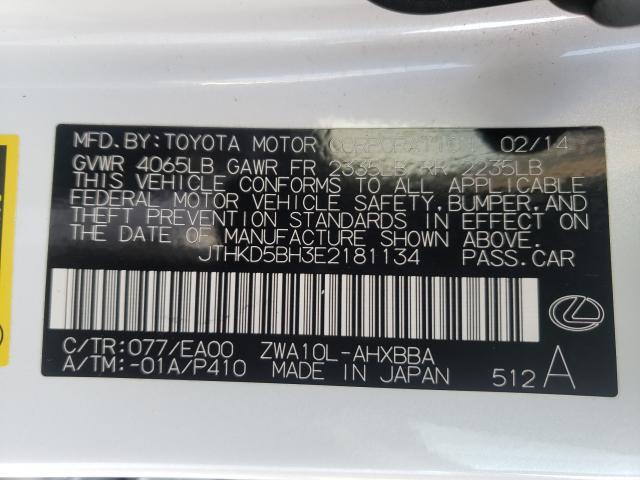 MFD. BY: TOYOTA MOTOR CORPORATION 02/14
GVWR 4065LB GAWR FR 2335LB RR 2235LB
THIS VEHICLE CONFORMS TO ALL APPLICABLE
FEDERAL MOTOR VEHICLE SAFETY, BUMPER, AND
THEFT PREVENTION STANDARDS IN EFFECT ON
THE DATE OF MANUFACTURE SHOWN ABOVE.
JTHKD5BH3E2181134 PASS.CAR
C/TR:077/EA00 ZWA10L-AHXBBA
A/TM:-01A/P410 MADE IN JAPAN 512 A